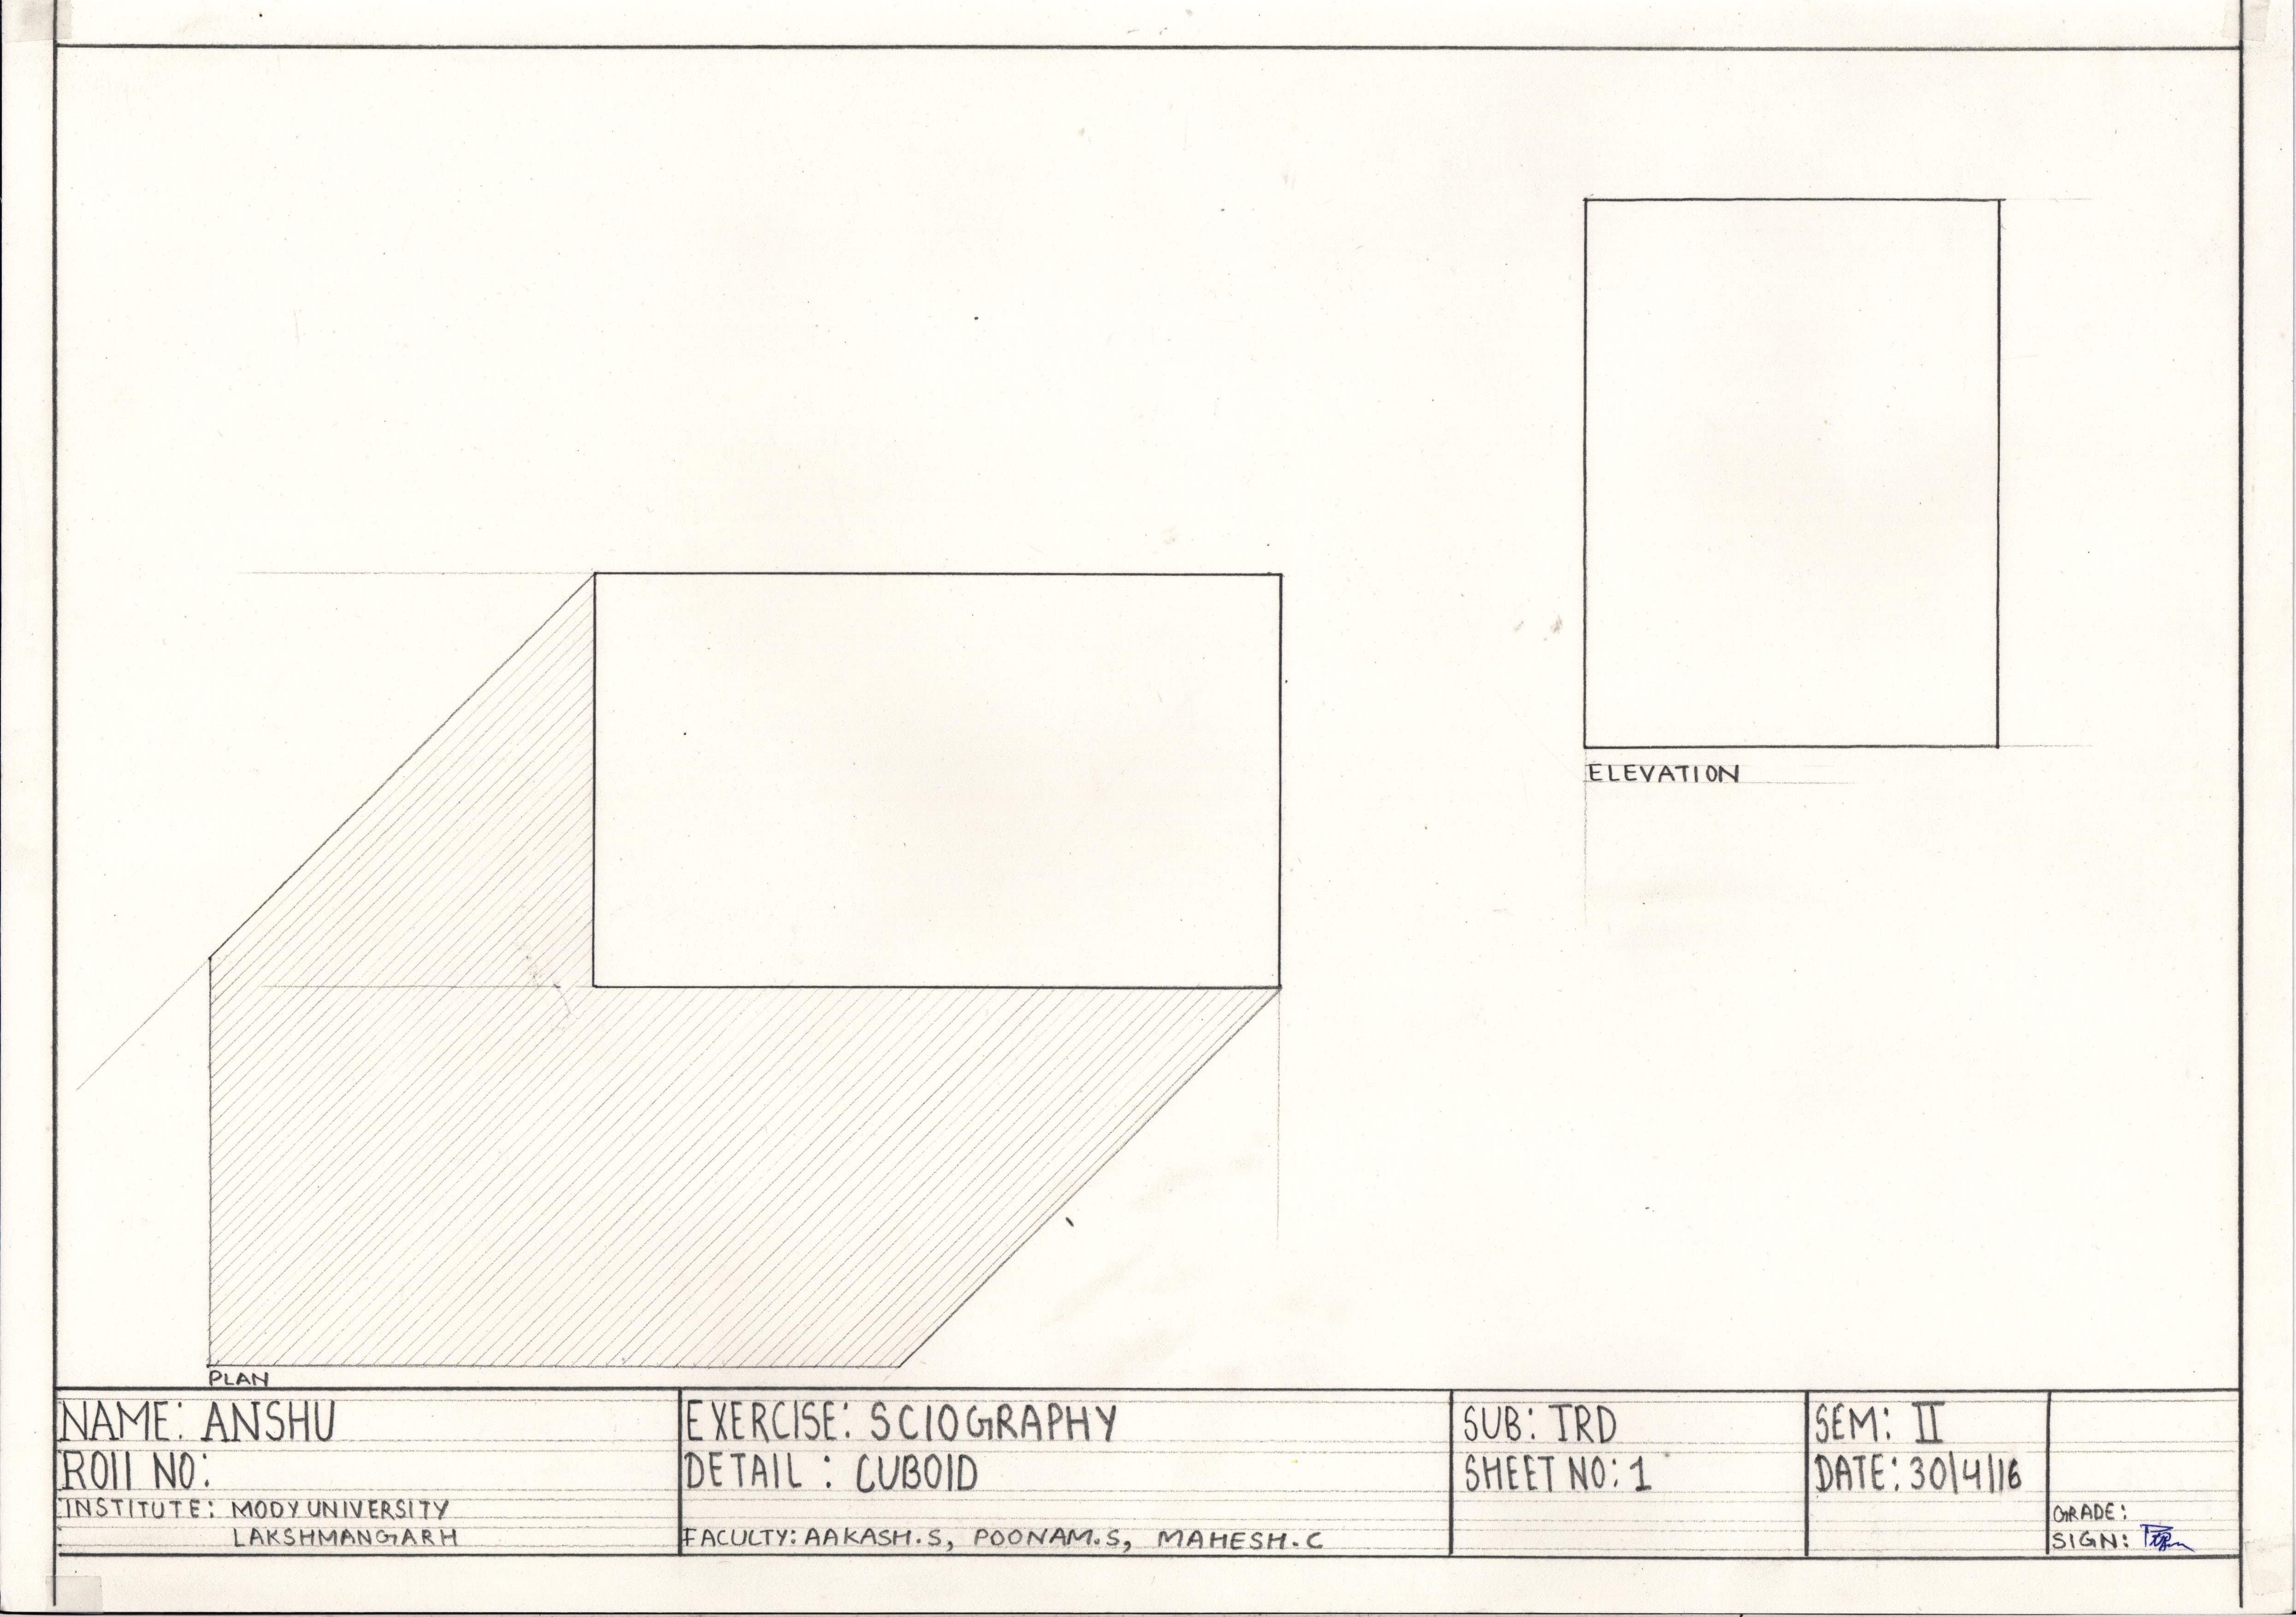 ELEVATION
PLAN
NAME: ANSHU
ROll NO:
INSTITUTE: MODY UNIVERSITY
LAKSHMANGARH
EXERCISE: SCIOGRAPHY
DETAIL : CUBOID
FACULTY: AAKASH.S, POONAM.S, MAHESH.C
SUB: TRD
SHEET NO: 1
SEM: II
DATE: 30/4/16
GRADE:
SIGN: